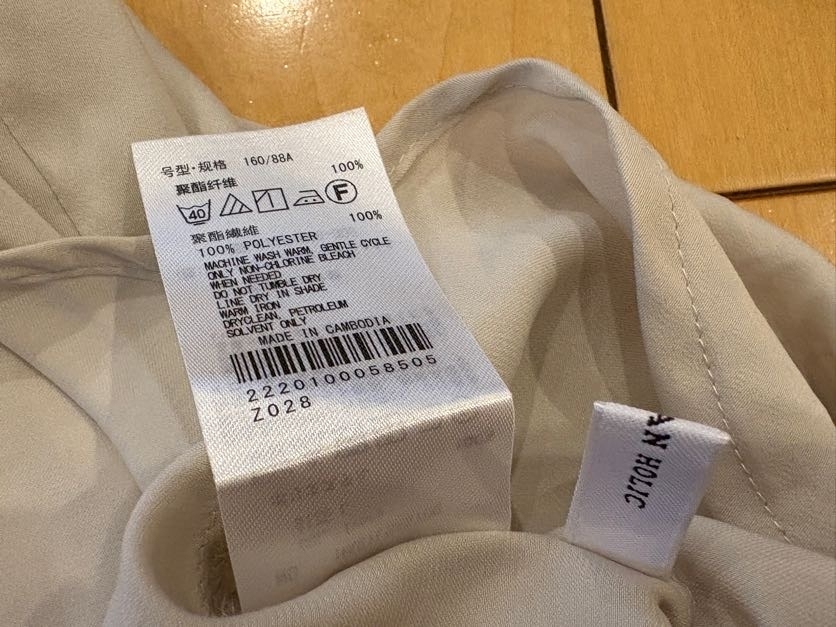 号型·规格 160/88A
聚酯纤维 100%
40 F
聚酯纖維 100%
100% POLYESTER
MACHINE WASH WARM, GENTLE CYCLE
ONLY NON-CHLORINE BLEACH
WHEN NEEDED
DO NOT TUMBLE DRY
LINE DRY IN SHADE
WARM IRON
DRYCLEAN, PETROLEUM
SOLVENT ONLY
MADE IN CAMBODIA
2220100058505
Z028
AN HOLIC